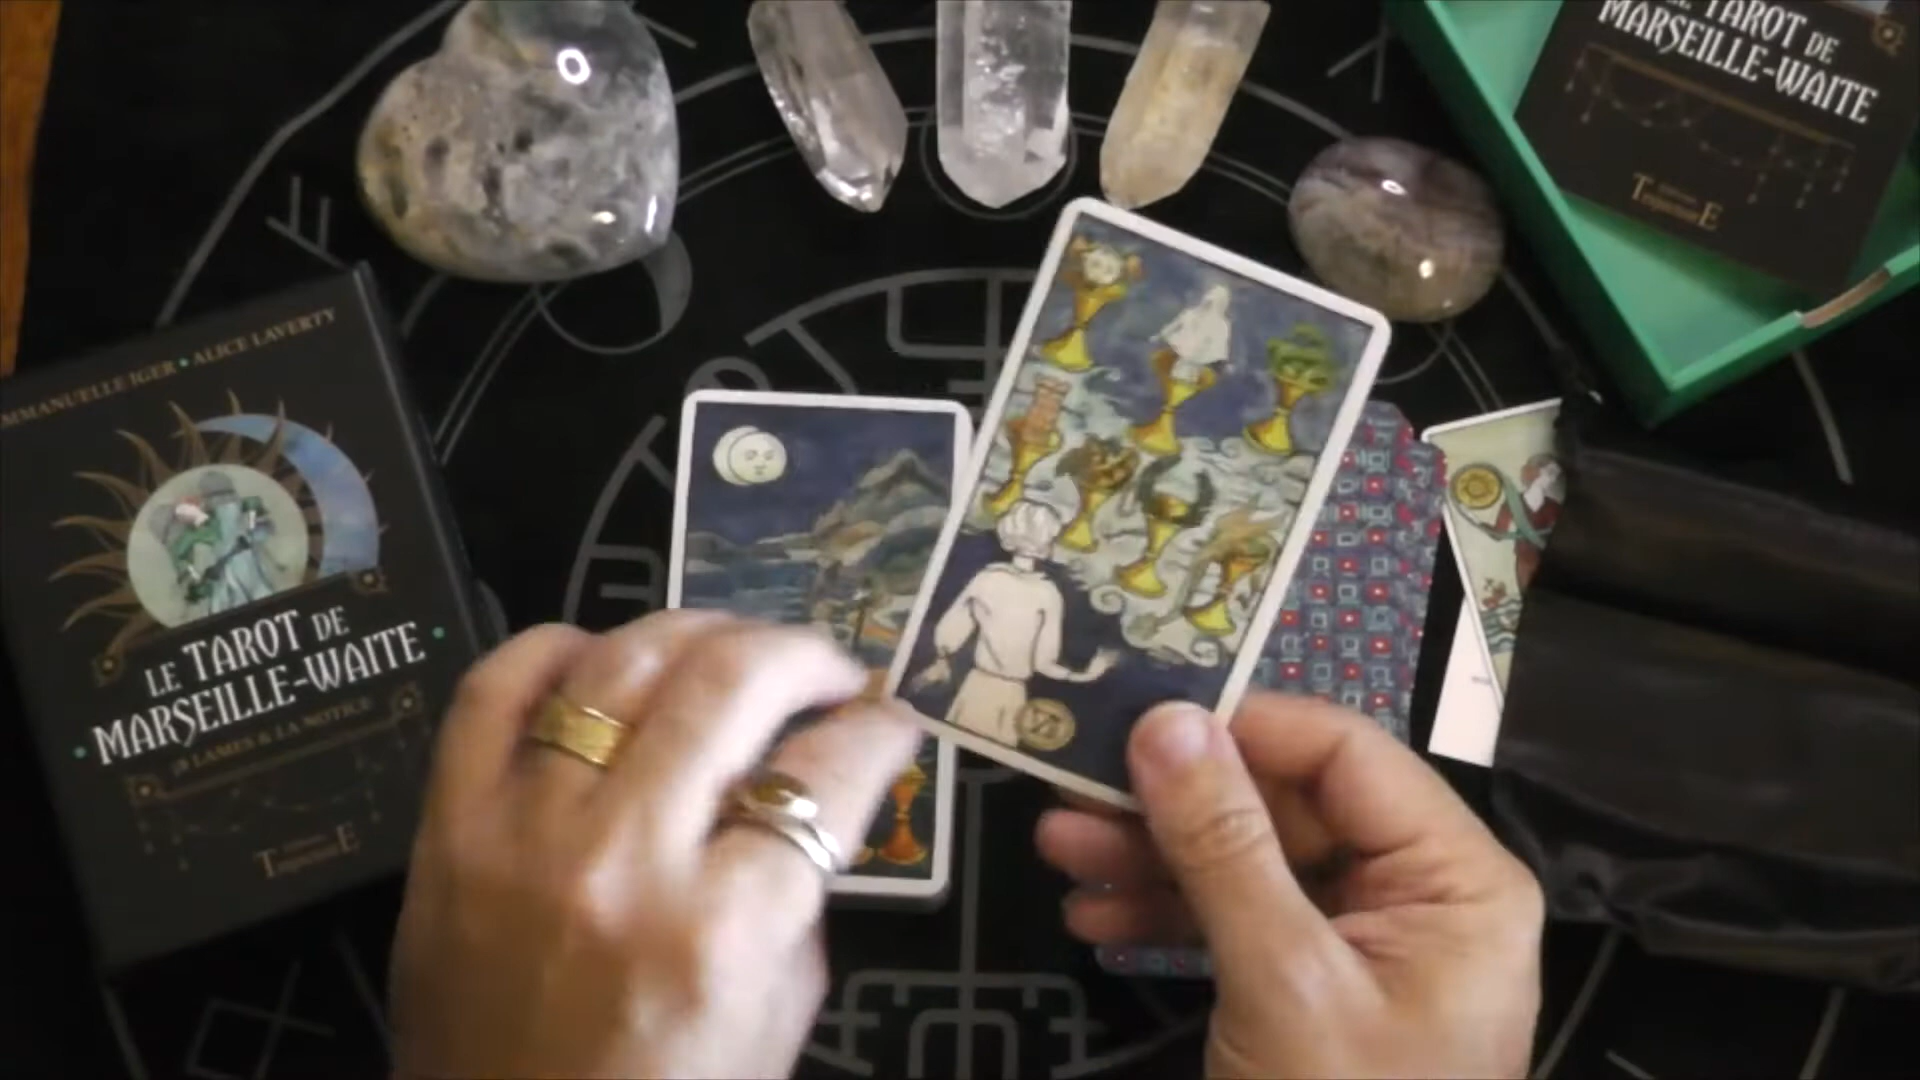 EMMANUELLE IGER • ALICE LAVERTY
LE TAROT DE
MARSEILLE-WAITE
78 LAMES & LA NOTICE
TrajectoirE
LE TAROT DE
MARSEILLE-WAITE
TrajectoirE